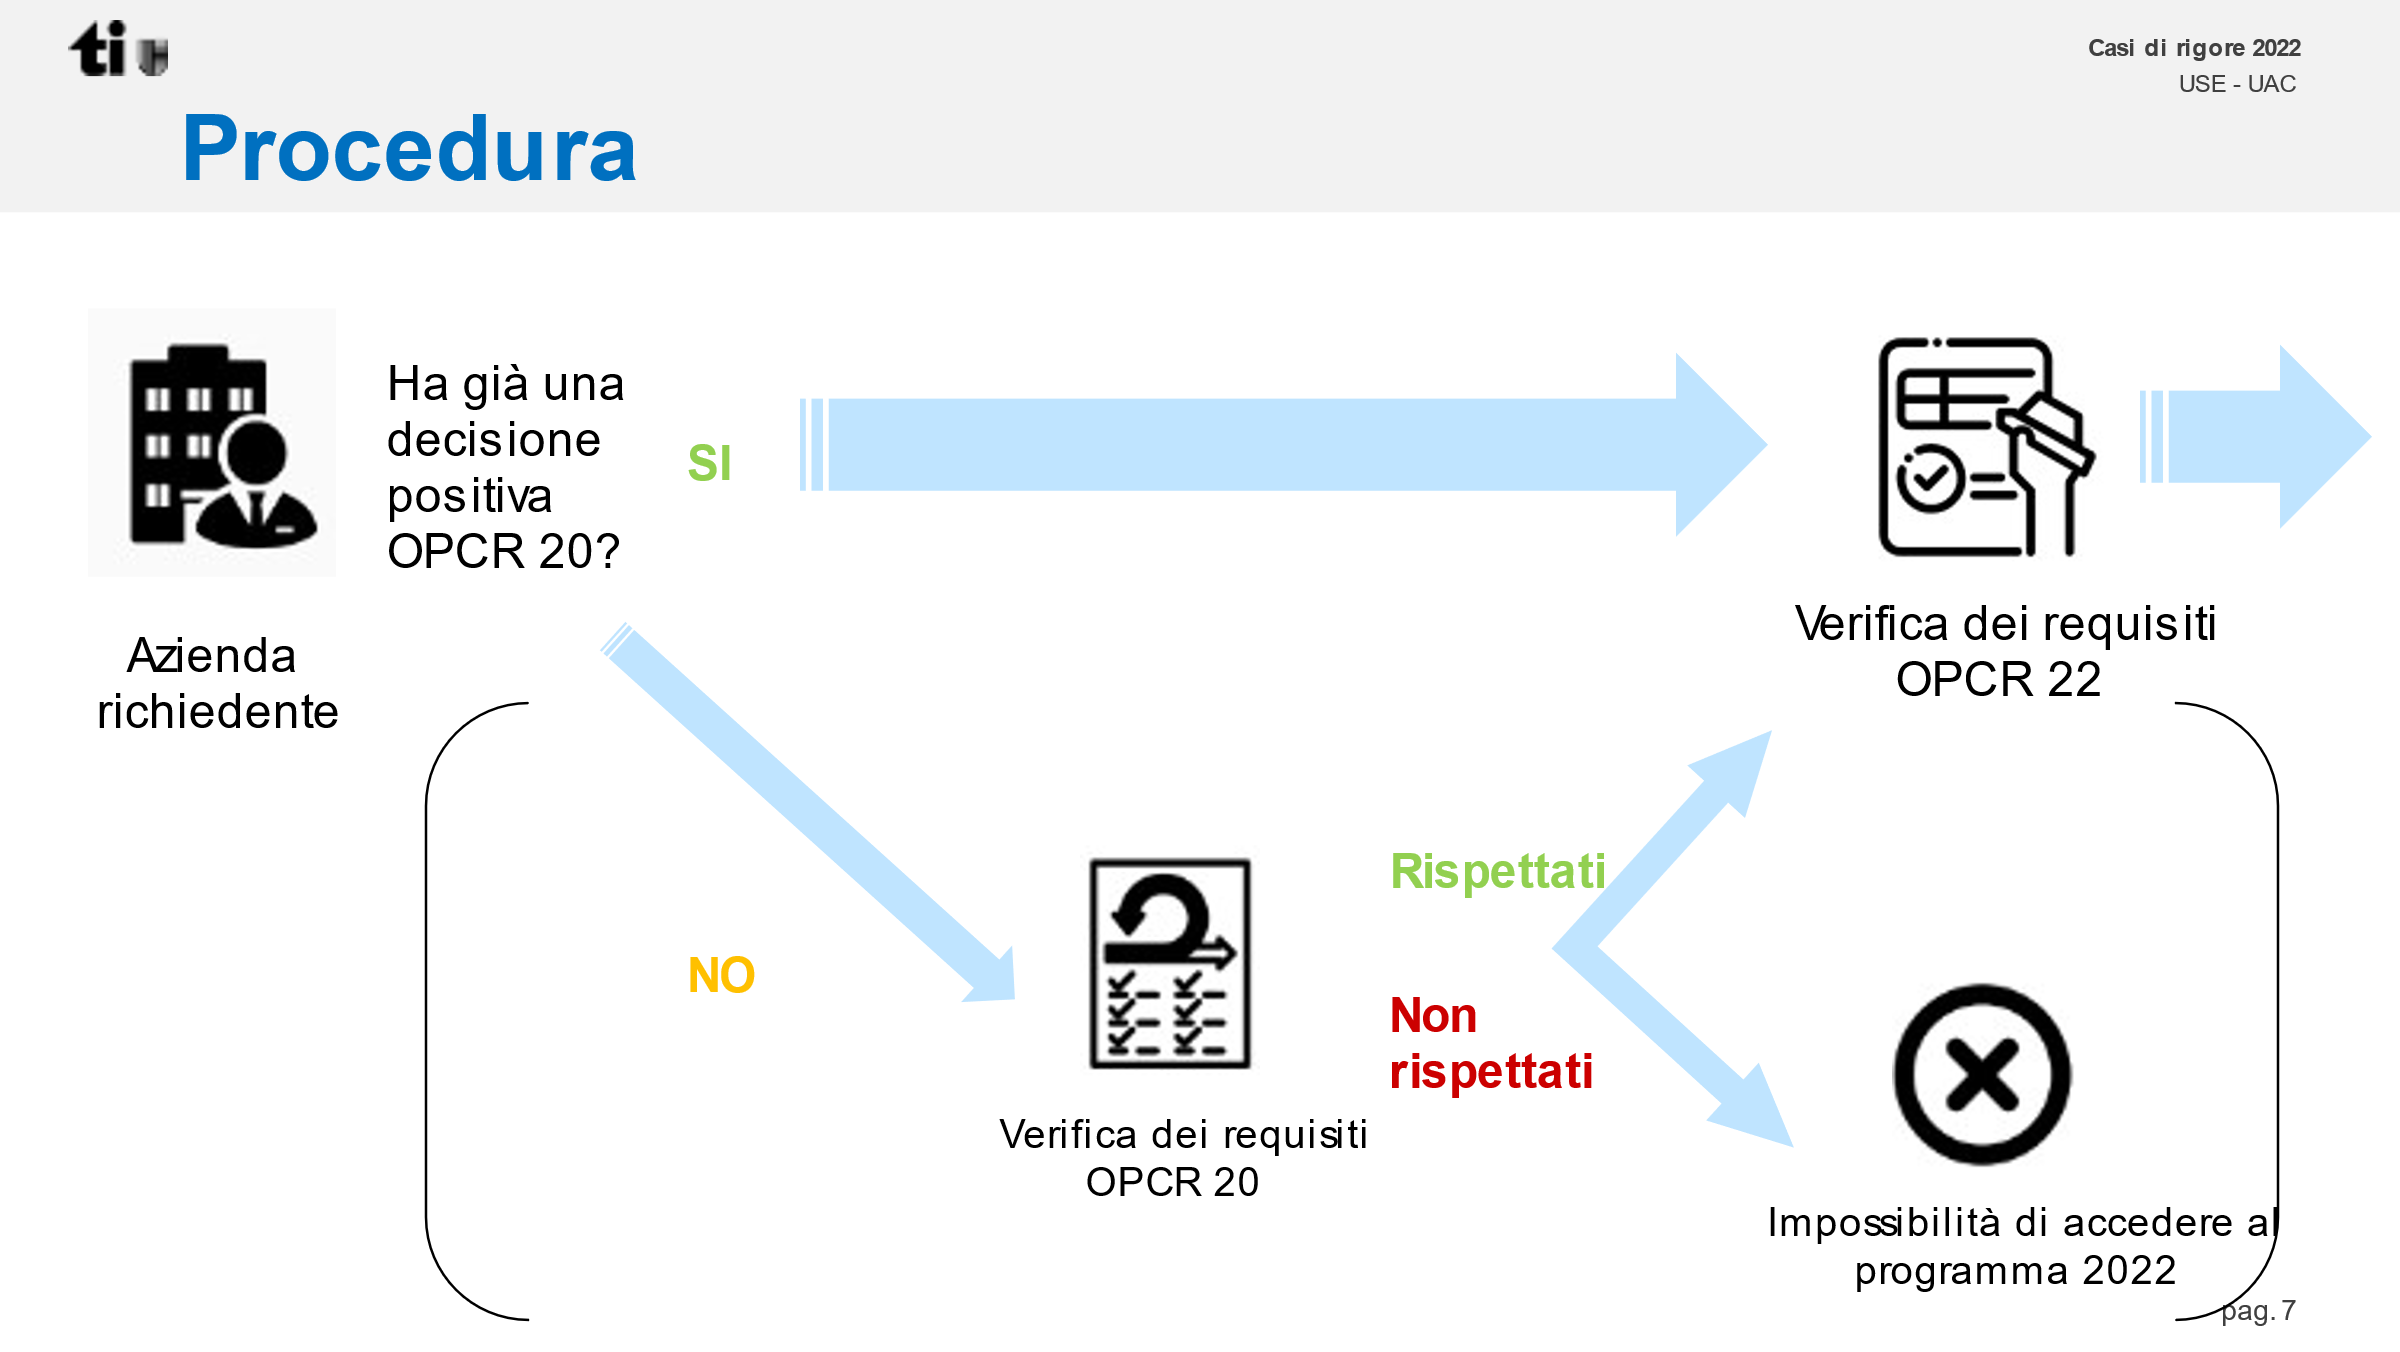 ti
Casi di rigore 2022
USE - UAC
Procedura
Ha già una
decisione
positiva
OPCR 20?
SI
Azienda
richiedente
Verifica dei requisiti
OPCR 22
NO
Rispettati
Non
rispettati
Verifica dei requisiti
OPCR 20
Impossibilità di accedere al
programma 2022
pag. 7